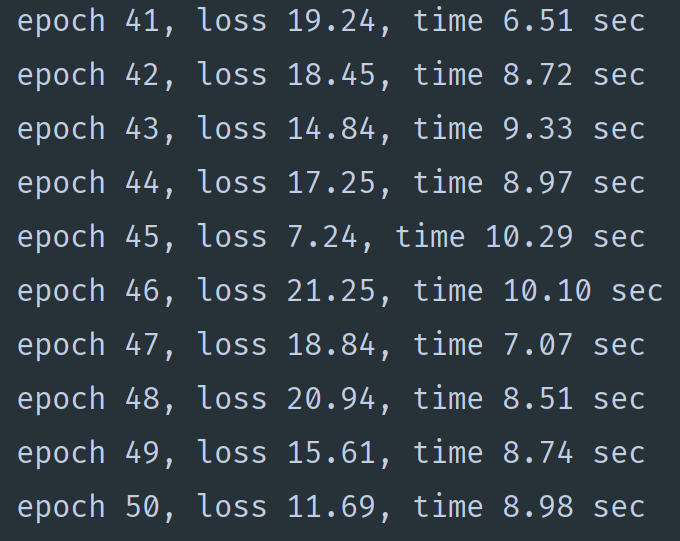 epoch 41, loss 19.24, time 6.51 sec
epoch 42, loss 18.45, time 8.72 sec
epoch 43, loss 14.84, time 9.33 sec
epoch 44, loss 17.25, time 8.97 sec
epoch 45, loss 7.24, time 10.29 sec
epoch 46, loss 21.25, time 10.10 sec
epoch 47, loss 18.84, time 7.07 sec
epoch 48, loss 20.94, time 8.51 sec
epoch 49, loss 15.61, time 8.74 sec
epoch 50, loss 11.69, time 8.98 sec